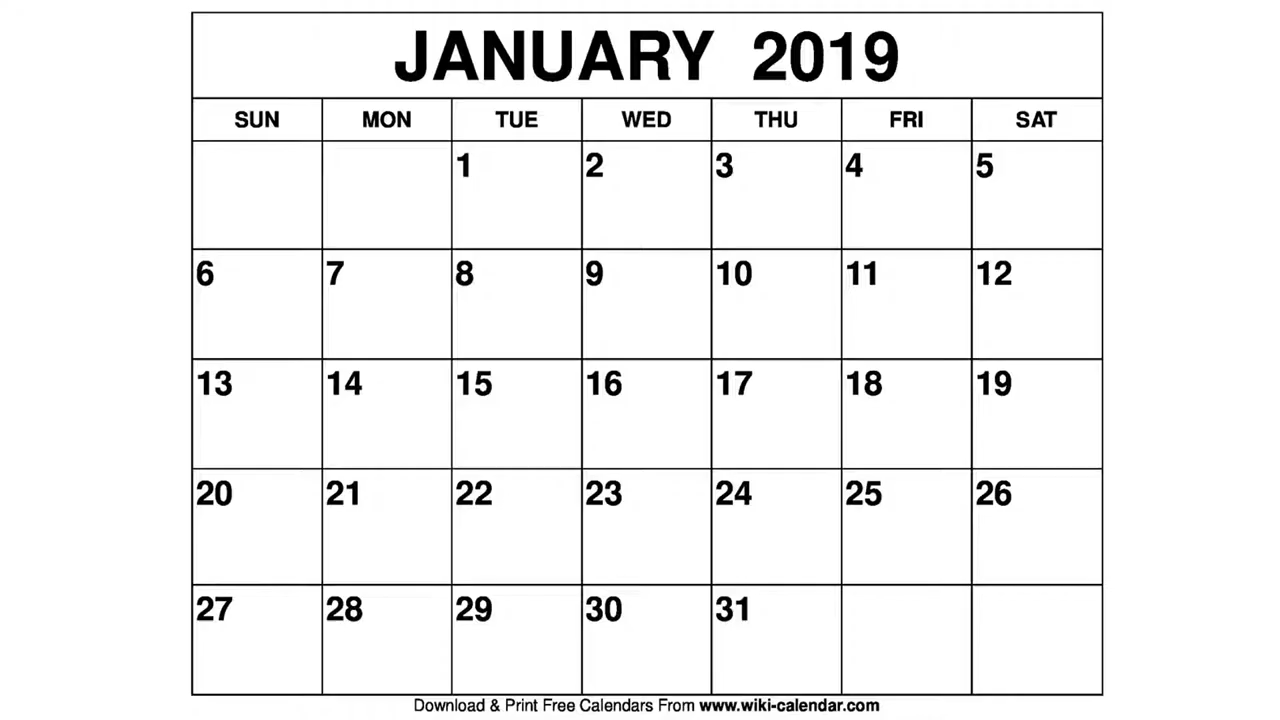 JANUARY 2019
SUN MON TUE WED THU FRI SAT
1 2 3 4 5
6 7 8 9 10 11 12
13 14 15 16 17 18 19
20 21 22 23 24 25 26
27 28 29 30 31
Download & Print Free Calendars From www.wiki-calendar.com